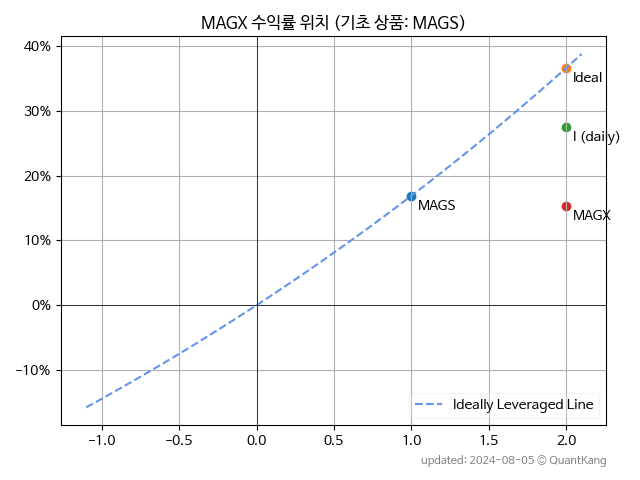 MAGX 수익률 위치 (기초 상품: MAGS)
40%
30%
20%
10%
0%
−10%
Ideal
I (daily)
MAGS
MAGX
Ideally Leveraged Line
−1.0 −0.5 0.0 0.5 1.0 1.5 2.0
updated: 2024-08-05 © QuantKang